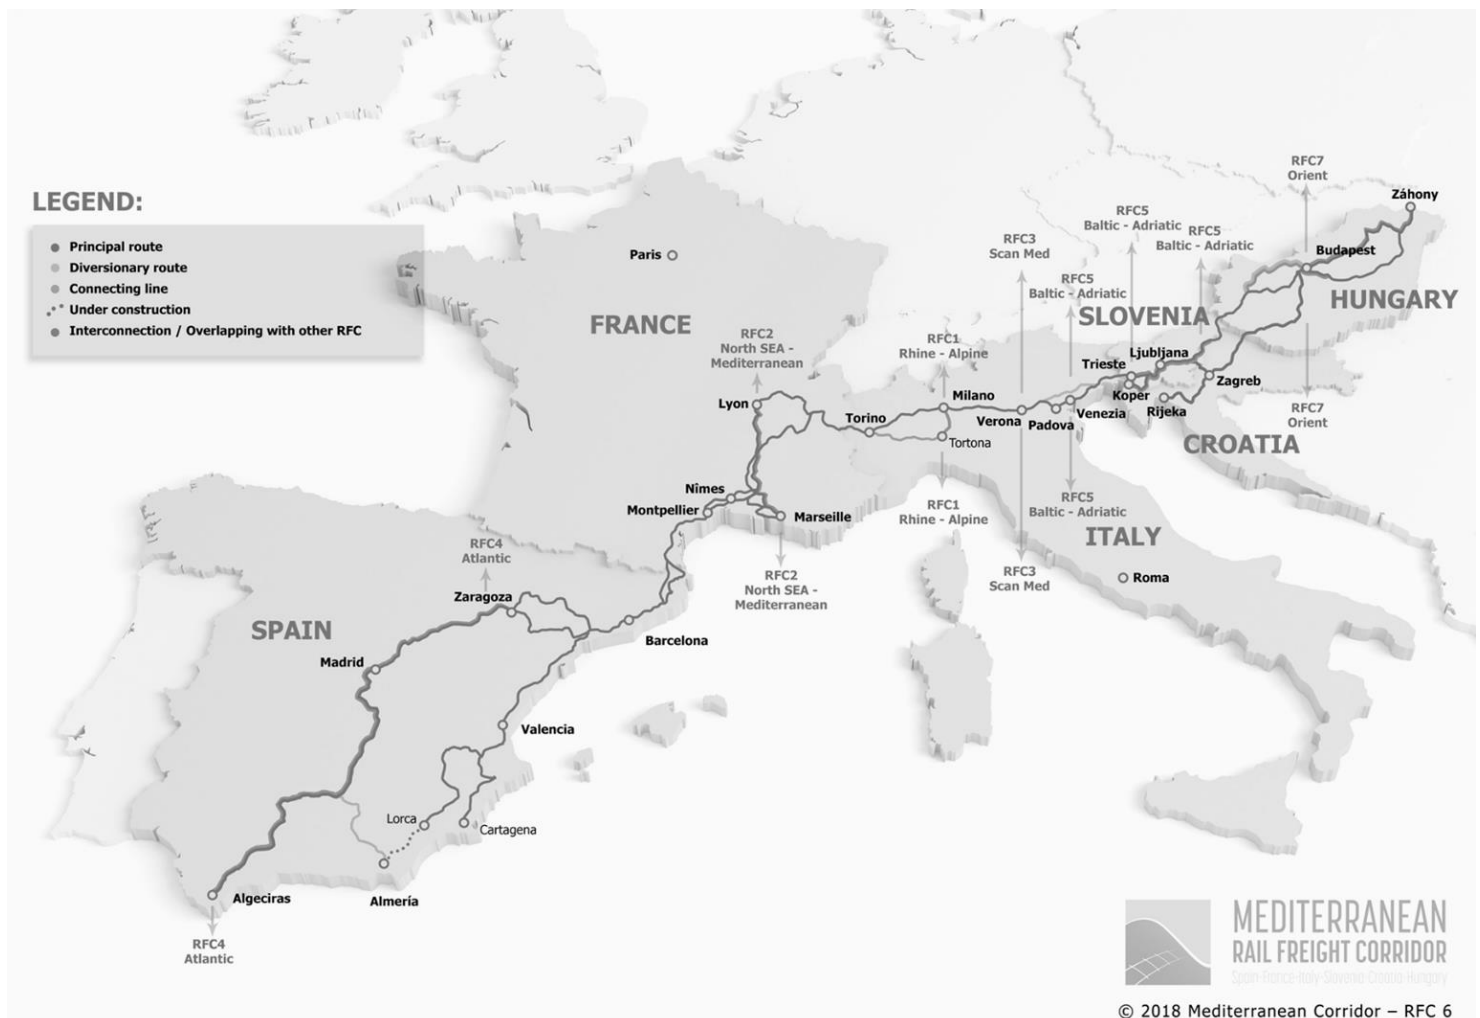 LEGEND:
Principal route
Diversionary route
Connecting line
Under construction
Interconnection / Overlapping with other RFC
RFC7
Orient
Záhony
RFC5
Baltic - Adriatic
RFC5
Baltic - Adriatic
RFC3
Scan Med
Paris
Budapest
RFC5
Baltic - Adriatic
HUNGARY
SLOVENIA
FRANCE
RFC2
North SEA -
Mediterranean
RFC1
Rhine - Alpine
Ljubljana
Trieste
Zagreb
Koper
Milano
Lyon
Rijeka
Venezia
RFC7
Orient
Torino
Verona
Padova
Tortona
CROATIA
Nîmes
Montpellier
Marseille
RFC5
Baltic - Adriatic
RFC1
Rhine - Alpine
ITALY
RFC4
Atlantic
RFC2
North SEA -
Mediterranean
RFC3
Scan Med
Roma
Zaragoza
SPAIN
Barcelona
Madrid
Valencia
Lorca
Cartagena
Algeciras
Almería
RFC4
Atlantic
MEDITERRANEAN
RAIL FREIGHT CORRIDOR
Spain-France-Italy-Slovenia-Croatia-Hungary
© 2018 Mediterranean Corridor – RFC 6